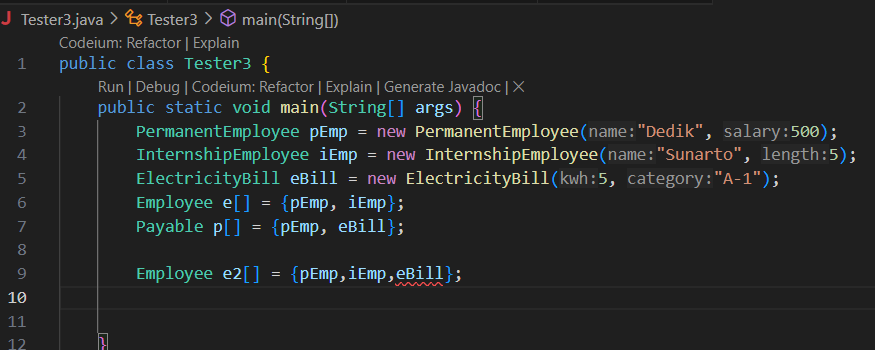 J Tester3.java > Tester3 > main(String[])
Codeium: Refactor | Explain
1 public class Tester3 {
Run | Debug | Codeium: Refactor | Explain | Generate Javadoc | X
2 public static void main(String[] args) {
3 PermanentEmployee pEmp = new PermanentEmployee(name:"Dedik", salary:500);
4 InternshipEmployee iEmp = new InternshipEmployee(name:"Sunarto", length:5);
5 ElectricityBill eBill = new ElectricityBill(kwh:5, category:"A-1");
6 Employee e[] = {pEmp, iEmp};
7 Payable p[] = {pEmp, eBill};
8
9 Employee e2[] = {pEmp,iEmp,eBill};
10
11
12 }